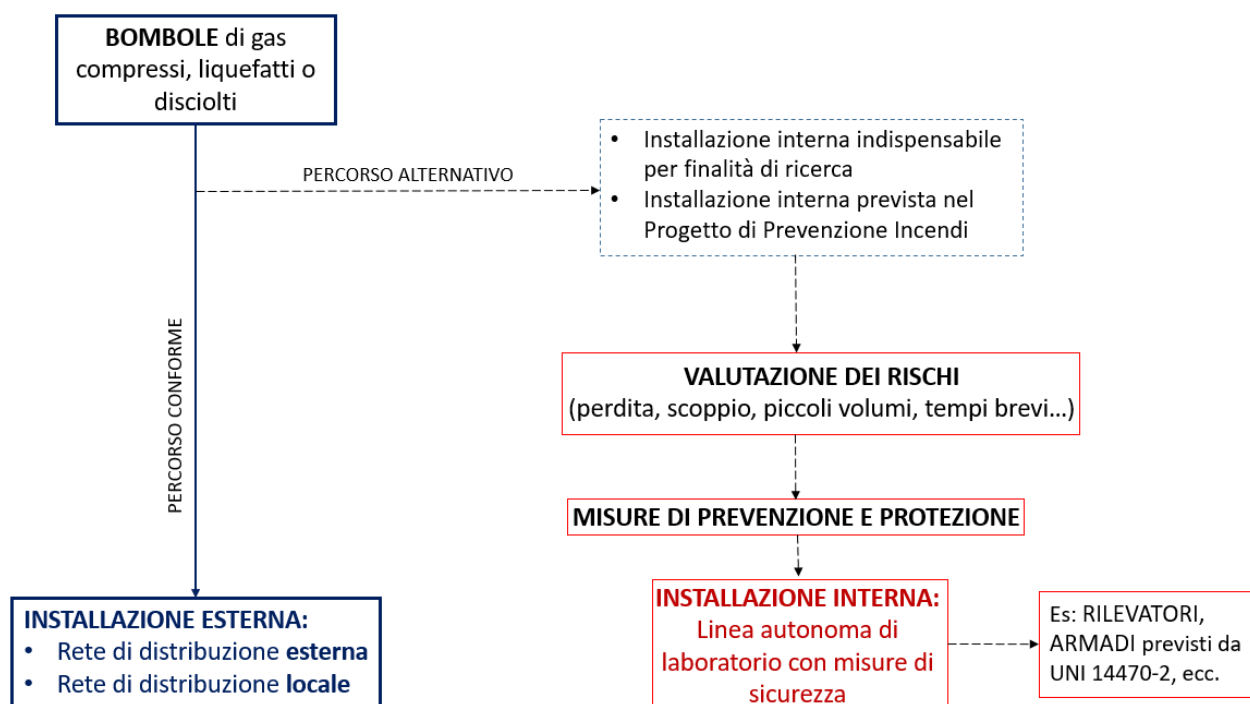 BOMBOLE di gas
compressi, liquefatti o
disciolti
PERCORSO ALTERNATIVO
• Installazione interna indispensabile
per finalità di ricerca
• Installazione interna prevista nel
Progetto di Prevenzione Incendi
PERCORSO CONFORME
VALUTAZIONE DEI RISCHI
(perdita, scoppio, piccoli volumi, tempi brevi…)
MISURE DI PREVENZIONE E PROTEZIONE
INSTALLAZIONE ESTERNA:
• Rete di distribuzione esterna
• Rete di distribuzione locale
INSTALLAZIONE INTERNA:
Linea autonoma di
laboratorio con misure di
sicurezza
Es: RILEVATORI,
ARMADI previsti da
UNI 14470-2, ecc.